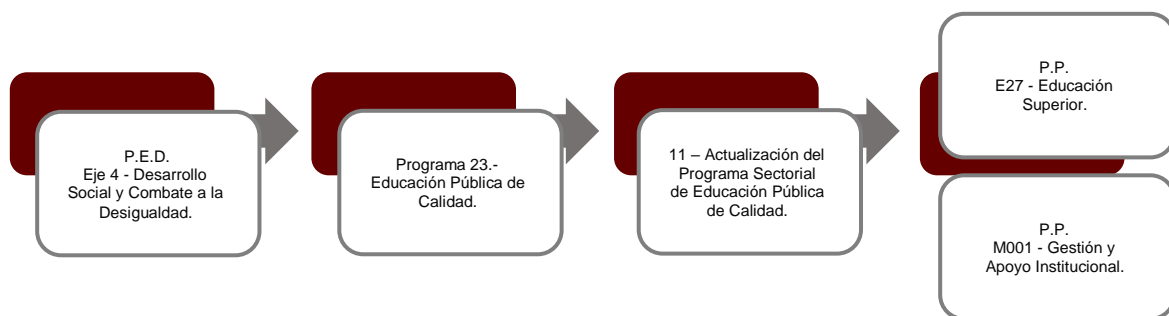 P.E.D.
Eje 4 - Desarrollo
Social y Combate a la
Desigualdad.
Programa 23.-
Educación Pública de
Calidad.
11 – Actualización del
Programa Sectorial
de Educación Pública
de Calidad.
P.P.
E27 - Educación
Superior.
P.P.
M001 - Gestión y
Apoyo Institucional.